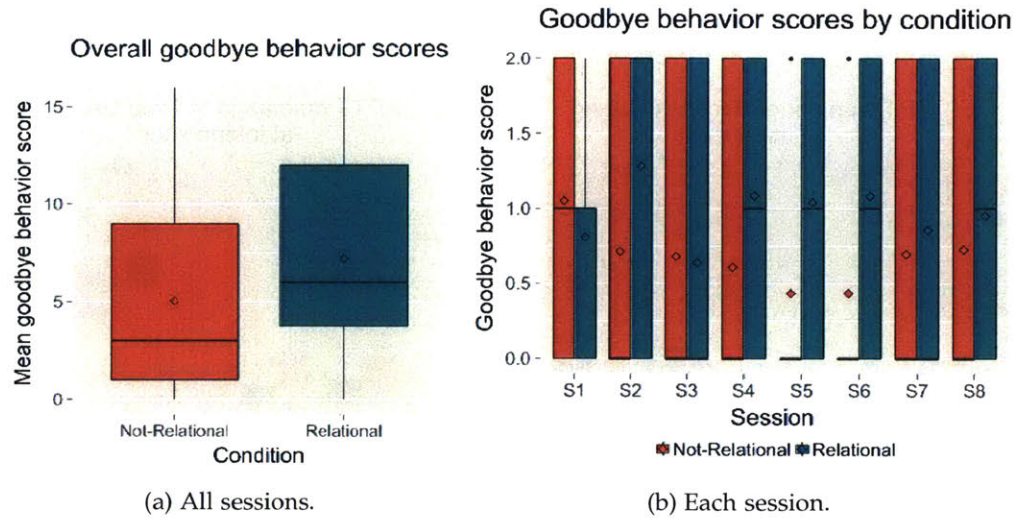 Overall goodbye behavior scores
Mean goodbye behavior score
15
10
5
0
Not-Relational
Relational
Condition
(a) All sessions.
Goodbye behavior scores by condition
Goodbye behavior score
2.0
1.5
1.0
0.5
0.0
S1 S2 S3 S4 S5 S6 S7 S8
Session
Not-Relational Relational
(b) Each session.